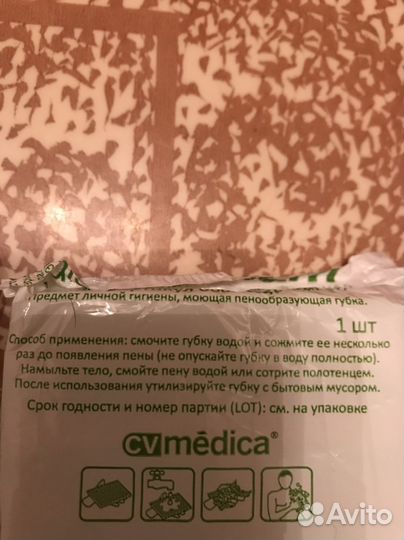 Предмет личной гигиены, моющая пенообразующая губка.
1 шт
Способ применения: смочите губку водой и сожмите ее несколько
раз до появления пены (не опускайте губку в воду полностью).
Намыльте тело, смойте пену водой или сотрите полотенцем.
После использования утилизируйте губку с бытовым мусором.
Срок годности и номер партии (LOT): см. на упаковке
cvmēdica®
Avito